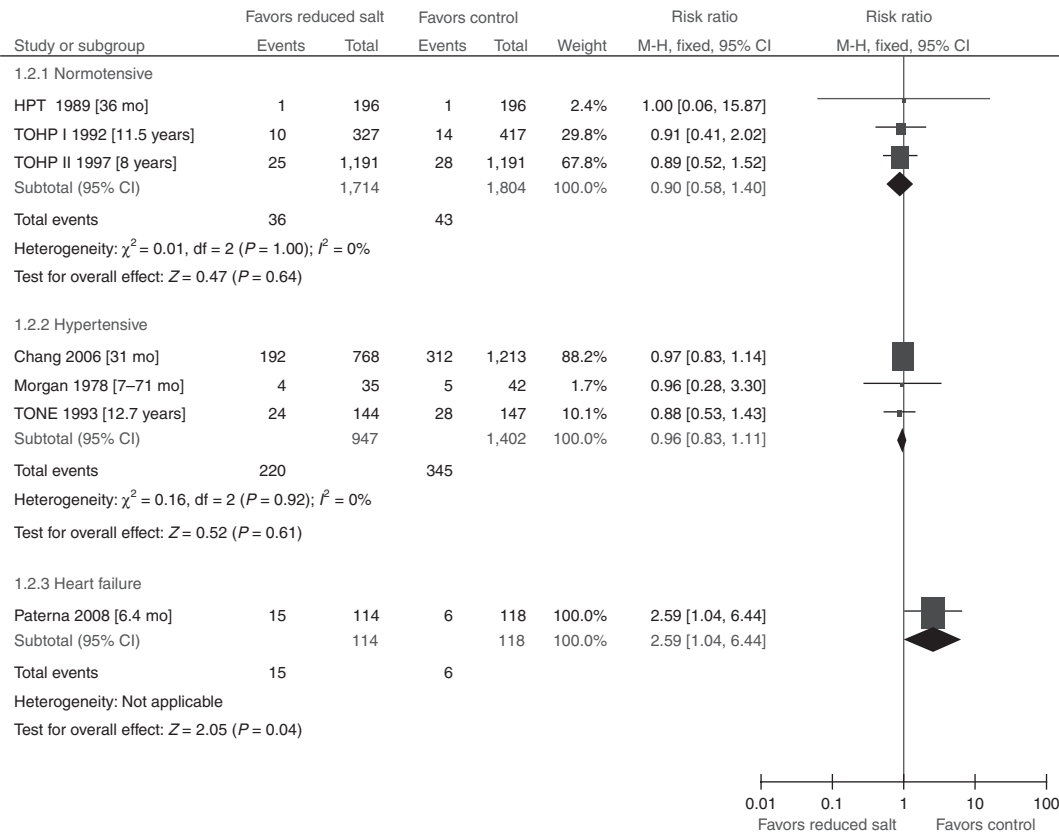 Favors reduced salt Favors control Risk ratio Risk ratio
Study or subgroup Events Total Events Total Weight M-H, fixed, 95% CI M-H, fixed, 95% CI
1.2.1 Normotensive
HPT 1989 [36 mo] 1 196 1 196 2.4% 1.00 [0.06, 15.87]
TOHP I 1992 [11.5 years] 10 327 14 417 29.8% 0.91 [0.41, 2.02]
TOHP II 1997 [8 years] 25 1,191 28 1,191 67.8% 0.89 [0.52, 1.52]
Subtotal (95% CI) 1,714 1,804 100.0% 0.90 [0.58, 1.40]
Total events 36 43
Heterogeneity: χ² = 0.01, df = 2 (P = 1.00); I² = 0%
Test for overall effect: Z = 0.47 (P = 0.64)
1.2.2 Hypertensive
Chang 2006 [31 mo] 192 768 312 1,213 88.2% 0.97 [0.83, 1.14]
Morgan 1978 [7–71 mo] 4 35 5 42 1.7% 0.96 [0.28, 3.30]
TONE 1993 [12.7 years] 24 144 28 147 10.1% 0.88 [0.53, 1.43]
Subtotal (95% CI) 947 1,402 100.0% 0.96 [0.83, 1.11]
Total events 220 345
Heterogeneity: χ² = 0.16, df = 2 (P = 0.92); I² = 0%
Test for overall effect: Z = 0.52 (P = 0.61)
1.2.3 Heart failure
Paterna 2008 [6.4 mo] 15 114 6 118 100.0% 2.59 [1.04, 6.44]
Subtotal (95% CI) 114 118 100.0% 2.59 [1.04, 6.44]
Total events 15 6
Heterogeneity: Not applicable
Test for overall effect: Z = 2.05 (P = 0.04)
0.01 0.1 1 10 100
Favors reduced salt Favors control